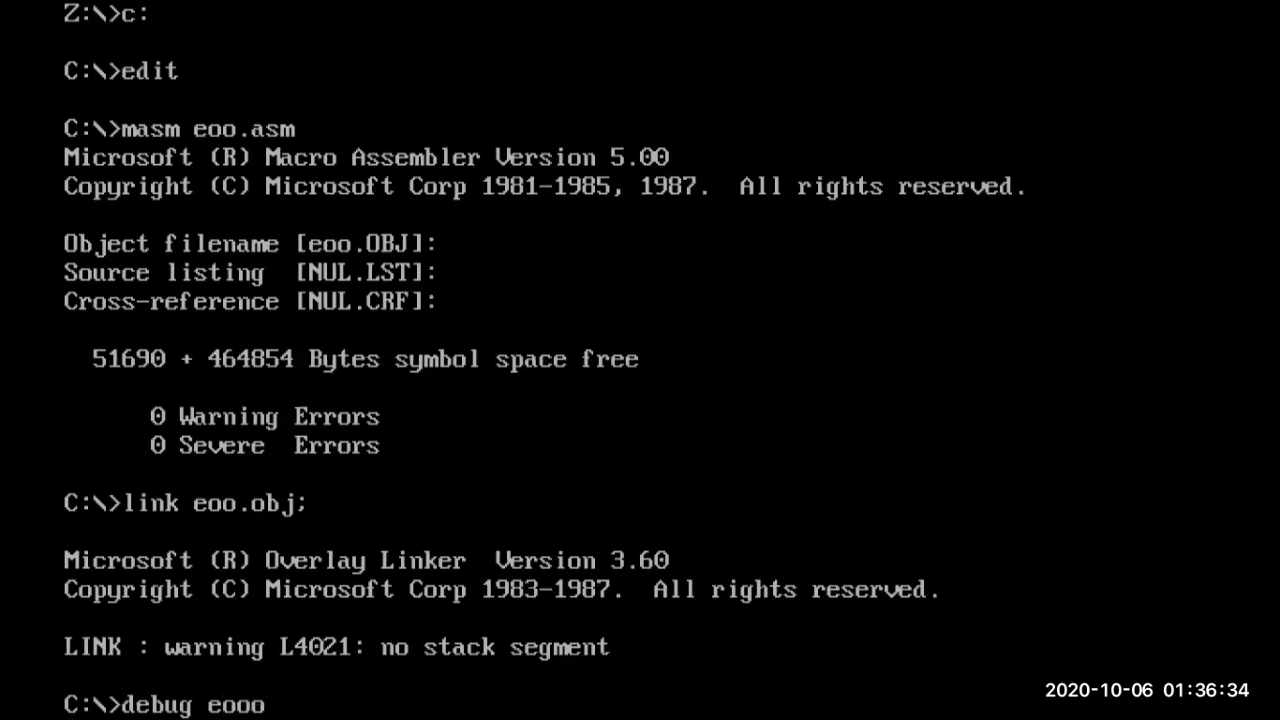 Z:\>c:
C:\>edit
C:\>masm eoo.asm
Microsoft (R) Macro Assembler Version 5.00
Copyright (C) Microsoft Corp 1981-1985, 1987.  All rights reserved.
Object filename [eoo.OBJ]:
Source listing  [NUL.LST]:
Cross-reference [NUL.CRF]:
51690 + 464854 Bytes symbol space free
0 Warning Errors
0 Severe  Errors
C:\>link eoo.obj;
Microsoft (R) Overlay Linker  Version 3.60
Copyright (C) Microsoft Corp 1983-1987.  All rights reserved.
LINK : warning L4021: no stack segment
C:\>debug eooo
2020-10-06 01:36:34